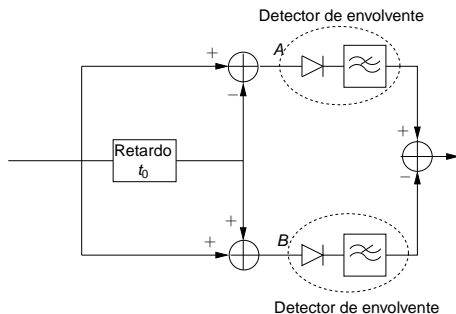 Detector de envolvente
+
A
−
+
Retardo
t0
−
+
+
B
+
Detector de envolvente